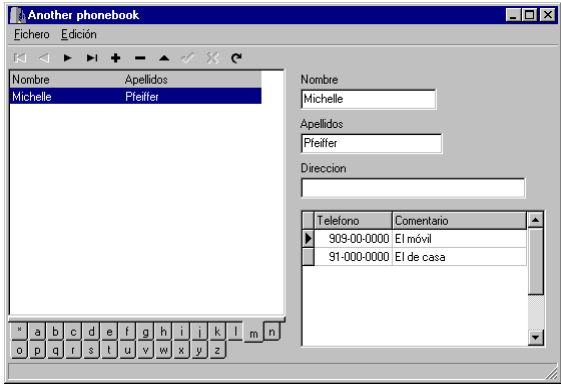 Another phonebook
Fichero Edición
Nombre Apellidos
Michelle Pfeiffer
Nombre
Michelle
Apellidos
Pfeiffer
Direccion
Telefono Comentario
909-00-0000 El móvil
91-000-0000 El de casa
* a b c d e f g h i j k l m n
o p q r s t u v w x y z